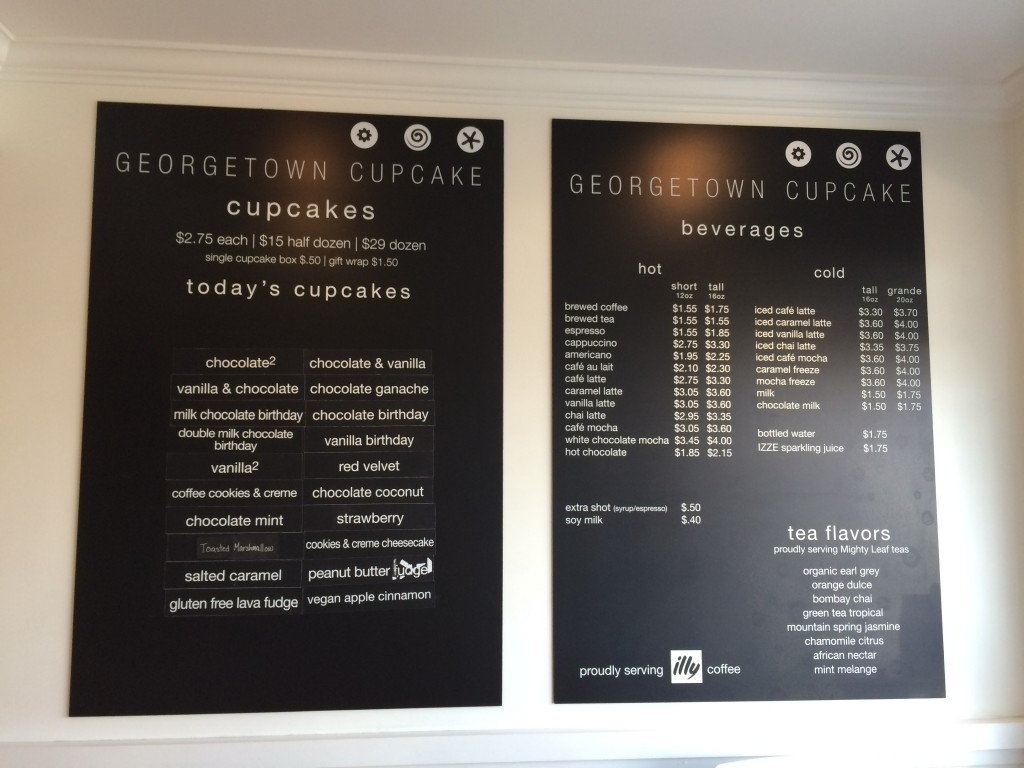 GEORGETOWN CUPCAKE
cupcakes
$2.75 each | $15 half dozen | $29 dozen
single cupcake box $.50 | gift wrap $1.50
today's cupcakes
chocolate² chocolate & vanilla
vanilla & chocolate chocolate ganache
milk chocolate birthday chocolate birthday
double milk chocolate
birthday
vanilla birthday
vanilla² red velvet
coffee cookies & creme chocolate coconut
chocolate mint strawberry
Toasted Marshmallow cookies & creme cheesecake
salted caramel peanut butter fudge
gluten free lava fudge vegan apple cinnamon
GEORGETOWN CUPCAKE
beverages
hot
short tall
12oz 16oz
brewed coffee $1.55 $1.75
brewed tea $1.55 $1.55
espresso $1.55 $1.85
cappuccino $2.75 $3.30
americano $1.95 $2.25
café au lait $2.10 $2.30
café latte $2.75 $3.30
caramel latte $3.05 $3.60
vanilla latte $3.05 $3.60
chai latte $2.95 $3.35
café mocha $3.05 $3.60
white chocolate mocha $3.45 $4.00
hot chocolate $1.85 $2.15
extra shot (syrup/espresso) $.50
soy milk $.40
cold
tall grande
16oz 20oz
iced café latte $3.30 $3.70
iced caramel latte $3.60 $4.00
iced vanilla latte $3.60 $4.00
iced chai latte $3.35 $3.75
iced café mocha $3.60 $4.00
caramel freeze $3.60 $4.00
mocha freeze $3.60 $4.00
milk $1.50 $1.75
chocolate milk $1.50 $1.75
bottled water $1.75
IZZE sparkling juice $1.75
tea flavors
proudly serving Mighty Leaf teas
organic earl grey
orange dulce
bombay chai
green tea tropical
mountain spring jasmine
chamomile citrus
african nectar
mint melange
proudly serving illy coffee